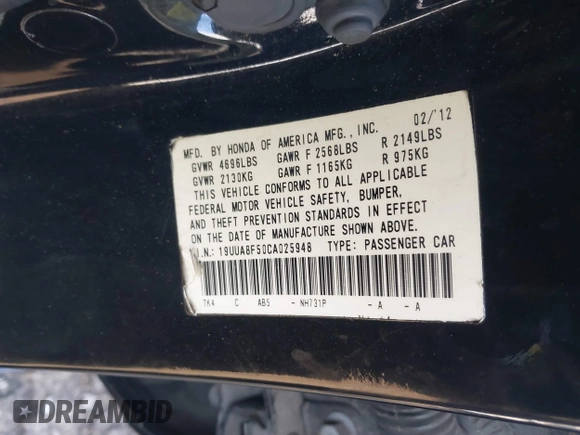 MFD. BY HONDA OF AMERICA MFG., INC. 02/'12
GVWR 4696LBS GAWR F 2568LBS R 2149LBS
GVWR 2130KG GAWR F 1165KG R 975KG
THIS VEHICLE CONFORMS TO ALL APPLICABLE
FEDERAL MOTOR VEHICLE SAFETY, BUMPER,
AND THEFT PREVENTION STANDARDS IN EFFECT
ON THE DATE OF MANUFACTURE SHOWN ABOVE.
V.I.N.: 19UUA8F50CA025948 TYPE: PASSENGER CAR
TK4 C AB5 - NH731P - A - A
DREAMBID